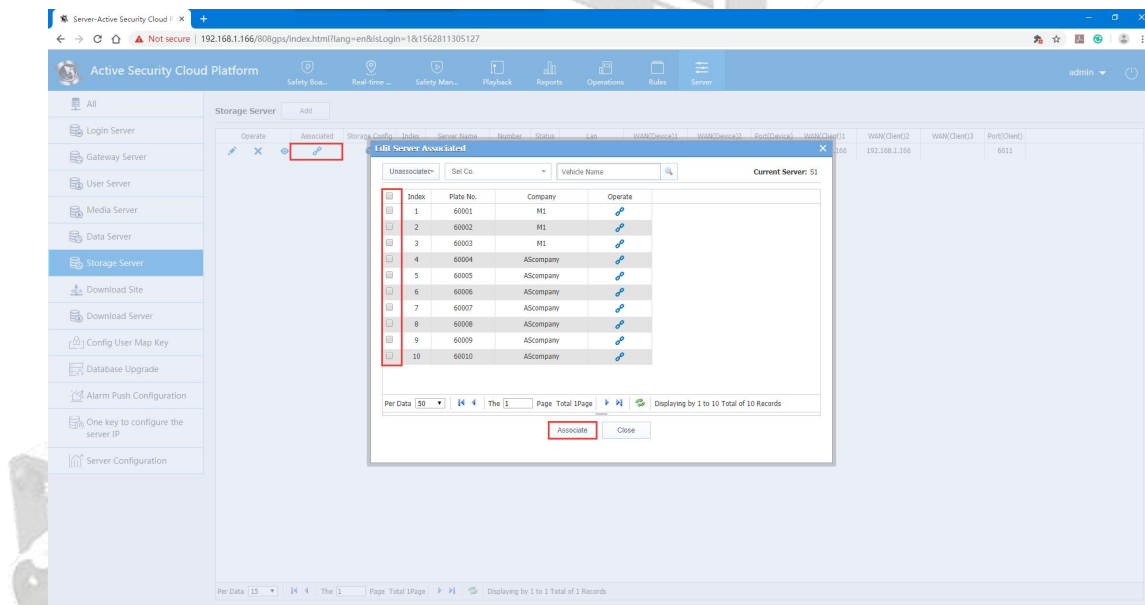 Server-Active Security Cloud P
Not secure | 192.168.1.166/808gps/index.html?lang=en&isLogin=1&1562811305127
Active Security Cloud Platform
Safety Boa... Real-time ... Safety Man... Playback Reports Operations Rules Server
admin
All
Login Server
Gateway Server
User Server
Media Server
Data Server
Storage Server
Download Site
Download Server
Config User Map Key
Database Upgrade
Alarm Push Configuration
One key to configure the
server IP
Server Configuration
Storage Server Add
Operate Associated Storage Config Index Server Name Number Status Lan WAN(Device)1 WAN(Device)2 Port(Device) WAN(Client)1 WAN(Client)2 WAN(Client)3 Port(Client)
166 192.168.1.166 6611
Edit Server Associated
Unassociated Sel Co. Vehicle Name Current Server: S1
Index Plate No. Company Operate
1 60001 M1
2 60002 M1
3 60003 M1
4 60004 AScompany
5 60005 AScompany
6 60006 AScompany
7 60007 AScompany
8 60008 AScompany
9 60009 AScompany
10 60010 AScompany
Per Data 50 The 1 Page Total 1Page Displaying by 1 to 10 Total of 10 Records
Associate Close
Per Data 15 The 1 Page Total 1Page Displaying by 1 to 1 Total of 1 Records